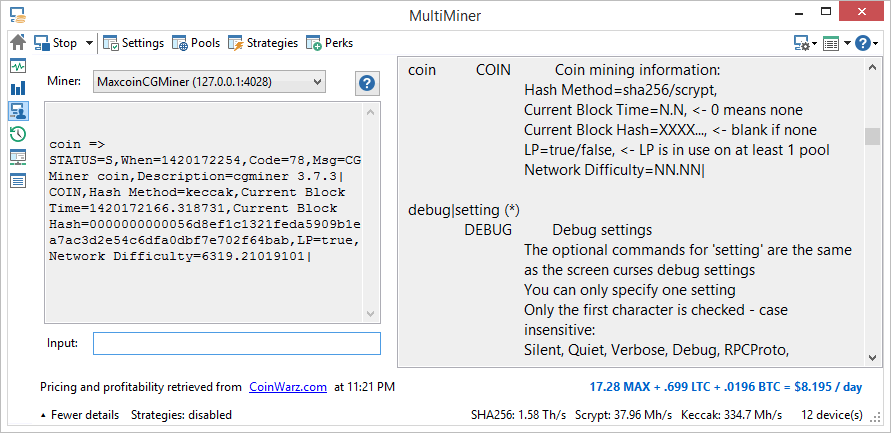 MultiMiner
Stop Settings Pools Strategies Perks
Miner: MaxcoinCGMiner (127.0.0.1:4028)
coin =>
STATUS=S,When=1420172254,Code=78,Msg=CG
Miner coin,Description=cgminer 3.7.3|
COIN,Hash Method=keccak,Current Block
Time=1420172166.318731,Current Block
Hash=0000000000056d8ef1c1321feda5909b1e
a7ac3d2e54c6dfa0dbf7e702f64bab,LP=true,
Network Difficulty=6319.21019101|
Input:
coin COIN Coin mining information:
Hash Method=sha256/scrypt,
Current Block Time=N.N, <- 0 means none
Current Block Hash=XXXX..., <- blank if none
LP=true/false, <- LP is in use on at least 1 pool
Network Difficulty=NN.NN|
debug|setting (*)
DEBUG Debug settings
The optional commands for 'setting' are the same
as the screen curses debug settings
You can only specify one setting
Only the first character is checked - case
insensitive:
Silent, Quiet, Verbose, Debug, RPCProto,
Pricing and profitability retrieved from CoinWarz.com at 11:21 PM
17.28 MAX + .699 LTC + .0196 BTC = $8.195 / day
Fewer details Strategies: disabled
SHA256: 1.58 Th/s Scrypt: 37.96 Mh/s Keccak: 334.7 Mh/s 12 device(s)